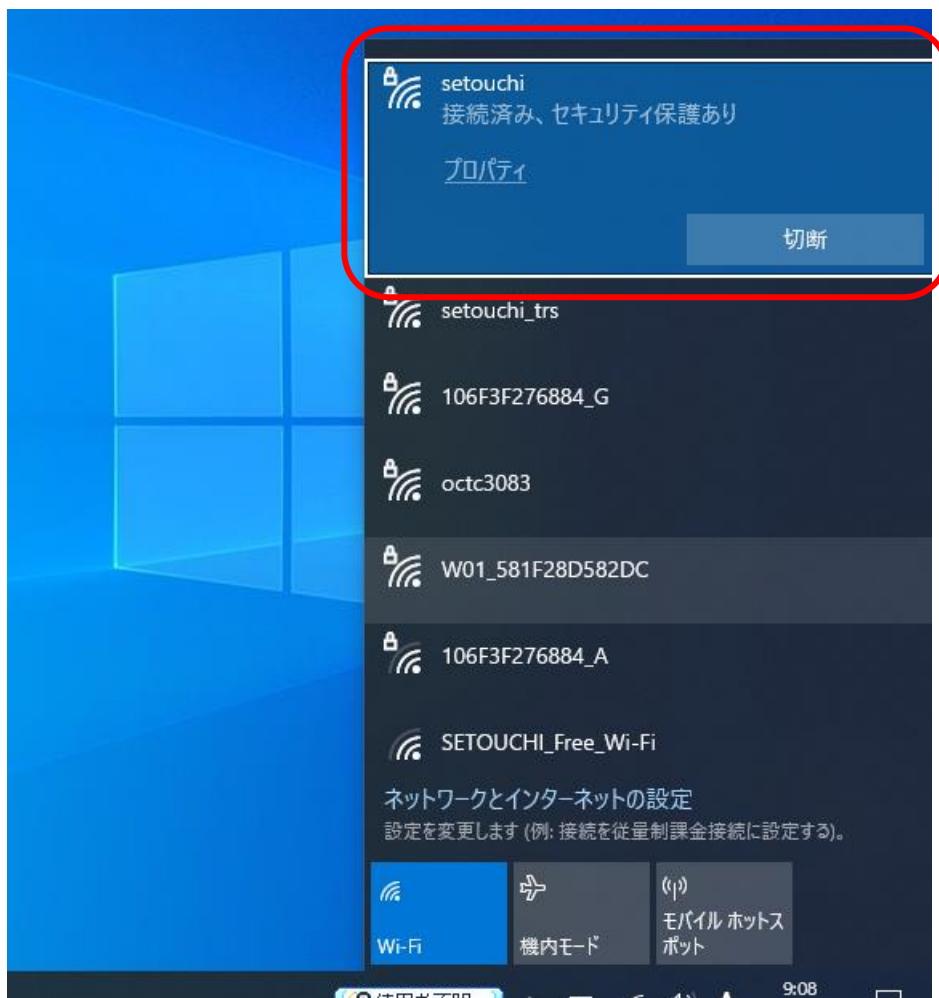 setouchi
接続済み、セキュリティ保護あり
プロパティ
切断
setouchi_trs
106F3F276884_G
octc3083
W01_581F28D582DC
106F3F276884_A
SETOUCHI_Free_Wi-Fi
ネットワークとインターネットの設定
設定を変更します (例: 接続を従量制課金接続に設定する)。
Wi-Fi
機内モード
モバイル ホットス
ポット
9:08